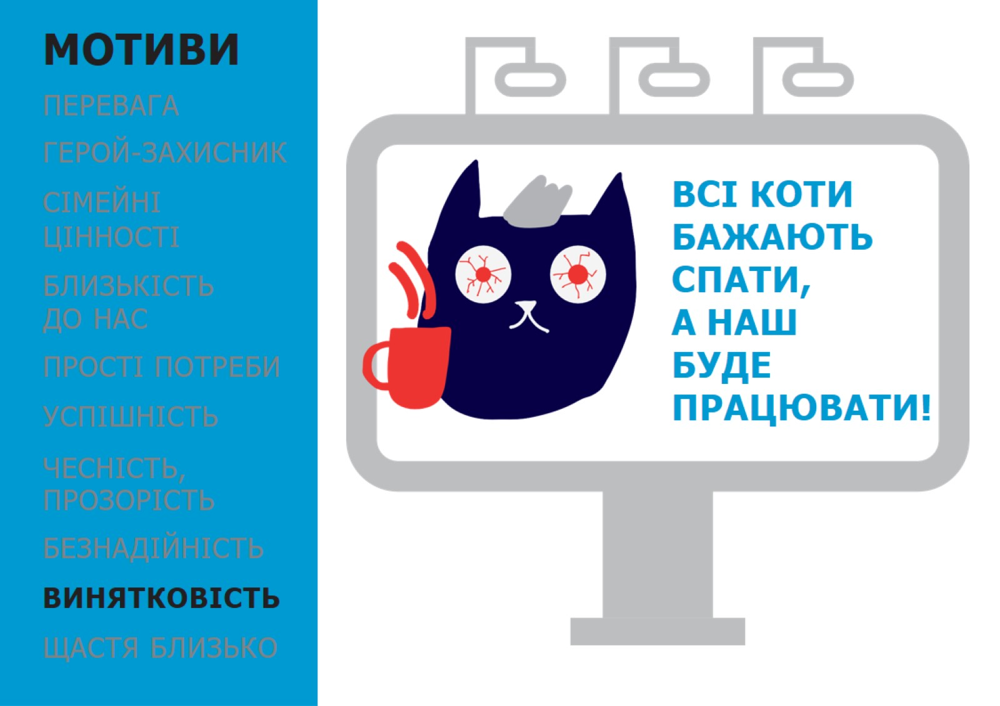 МОТИВИ
ПЕРЕВАГА
ГЕРОЙ-ЗАХИСНИК
СІМЕЙНІ
ЦІННОСТІ
БЛИЗЬКІСТЬ
ДО НАС
ПРОСТІ ПОТРЕБИ
УСПІШНІСТЬ
ЧЕСНІСТЬ,
ПРОЗОРІСТЬ
БЕЗНАДІЙНІСТЬ
ВИНЯТКОВІСТЬ
ЩАСТЯ БЛИЗЬКО
ВСІ КОТИ
БАЖАЮТЬ
СПАТИ,
А НАШ
БУДЕ
ПРАЦЮВАТИ!